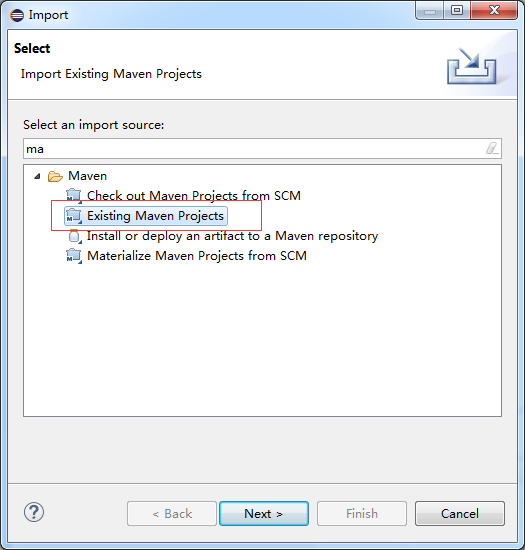 Import
Select
Import Existing Maven Projects
Select an import source:
ma
Maven
Check out Maven Projects from SCM
Existing Maven Projects
Install or deploy an artifact to a Maven repository
Materialize Maven Projects from SCM
< Back
Next >
Finish
Cancel